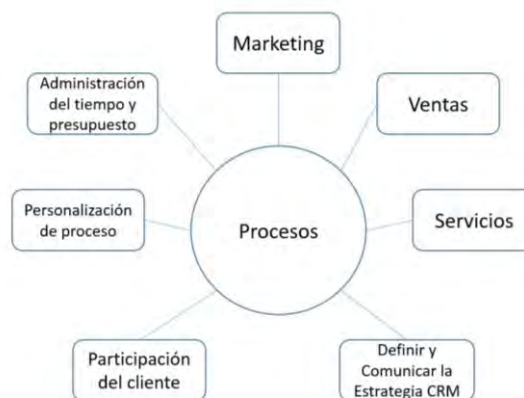 Marketing
Administración
del tiempo y
presupuesto
Ventas
Personalización
de proceso
Procesos
Servicios
Participación
del cliente
Definir y
Comunicar la
Estrategia CRM